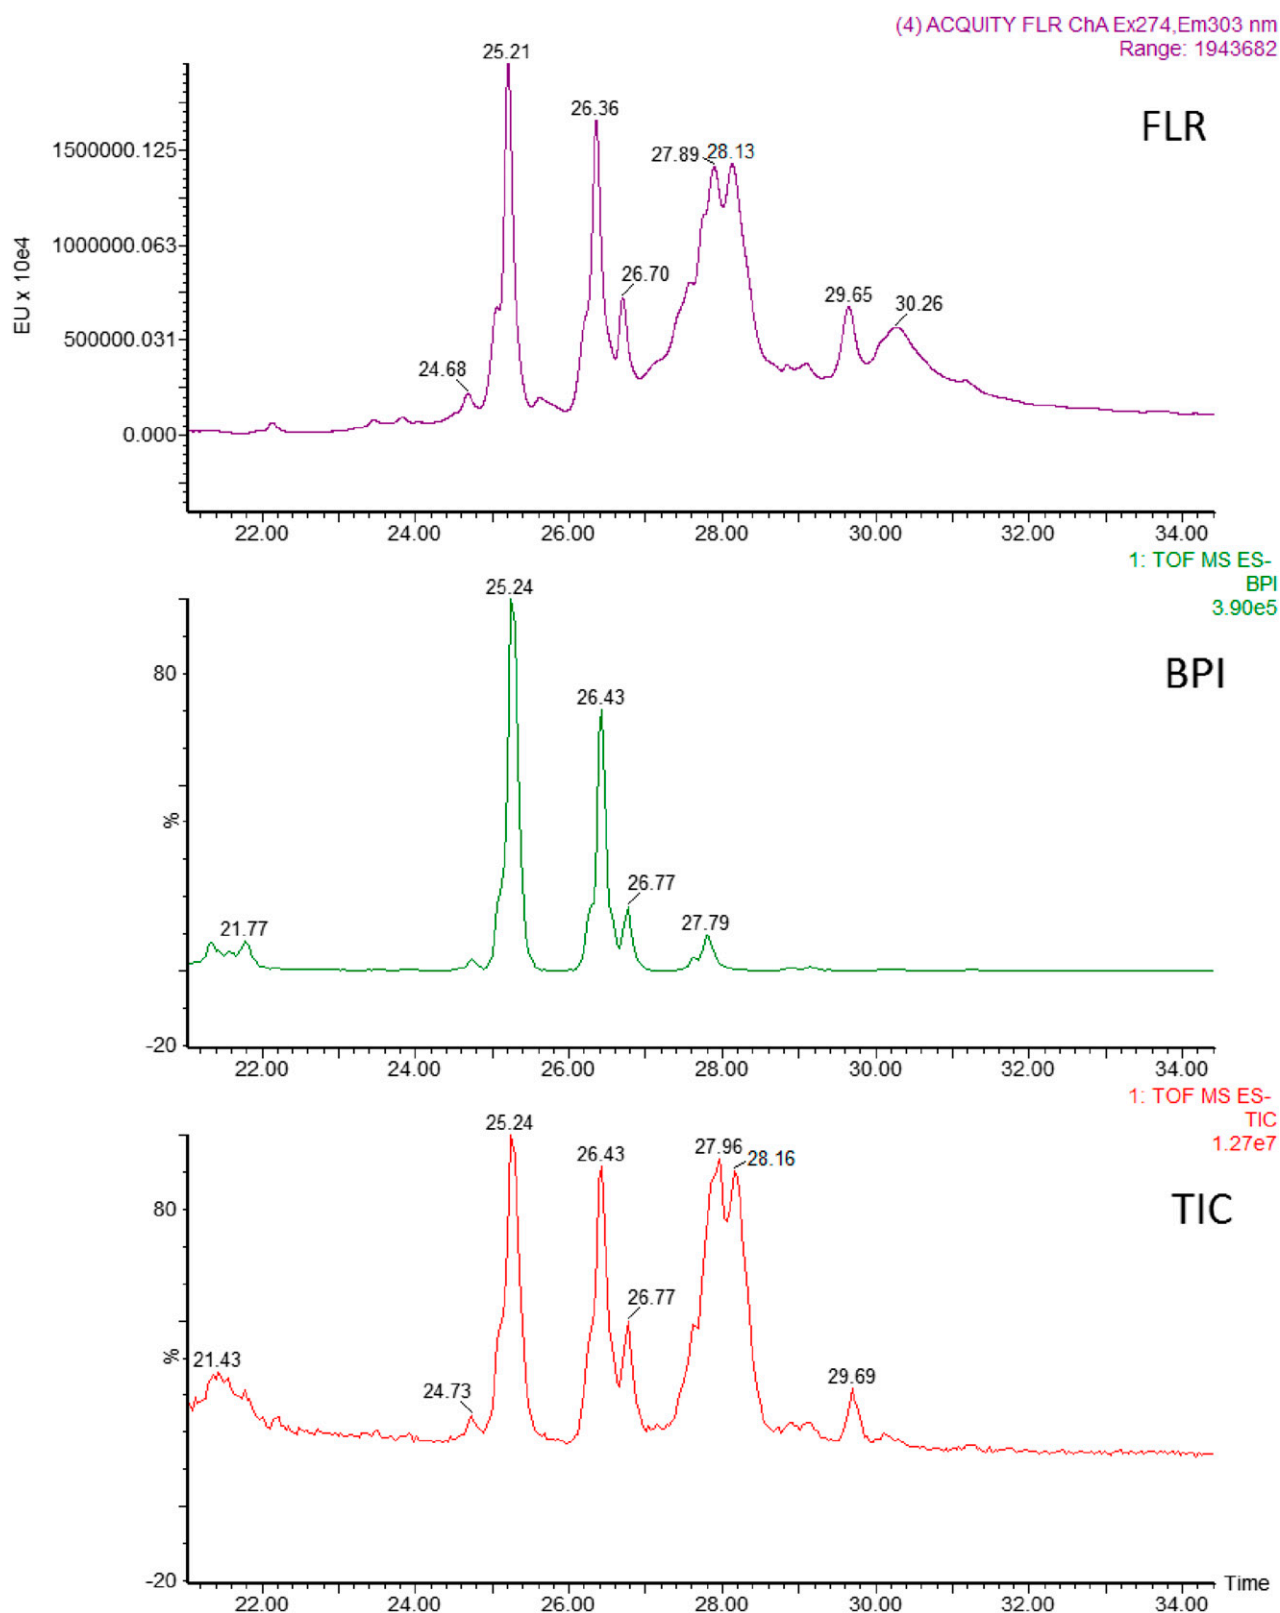 (4) ACQUITY FLR ChA Ex274,Em303 nm
Range: 1943682
FLR
25.21
26.36
27.89 28.13
26.70
29.65
30.26
24.68
1500000.125
1000000.063
500000.031
0.000
EU x 10e4
22.00 24.00 26.00 28.00 30.00 32.00 34.00
1: TOF MS ES-
BPI
3.90e5
BPI
25.24
26.43
26.77
27.79
21.77
80
%
-20
22.00 24.00 26.00 28.00 30.00 32.00 34.00
1: TOF MS ES-
TIC
1.27e7
TIC
25.24
26.43
27.96
28.16
26.77
21.43
24.73
29.69
80
%
-20
22.00 24.00 26.00 28.00 30.00 32.00 34.00
Time